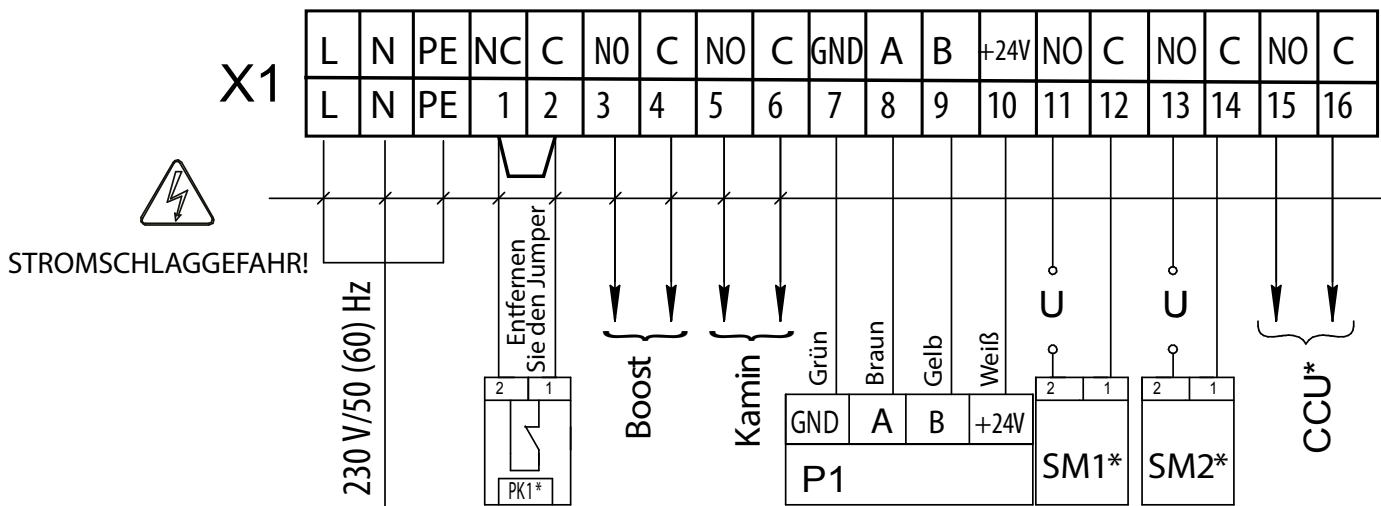 L N PE NC C NO C NO C GND A B +24V NO C NO C NO C
X1
L N PE 1 2 3 4 5 6 7 8 9 10 11 12 13 14 15 16
STROMSCHLAGGEFAHR!
230 V/50 (60) Hz
Entfernen
Sie den Jumper
2 1
PK1*
Boost
Kamin
Grün
Braun
Gelb
Weiß
GND A B +24V
P1
U
2 1
SM1*
U
2 1
SM2*
CCU*